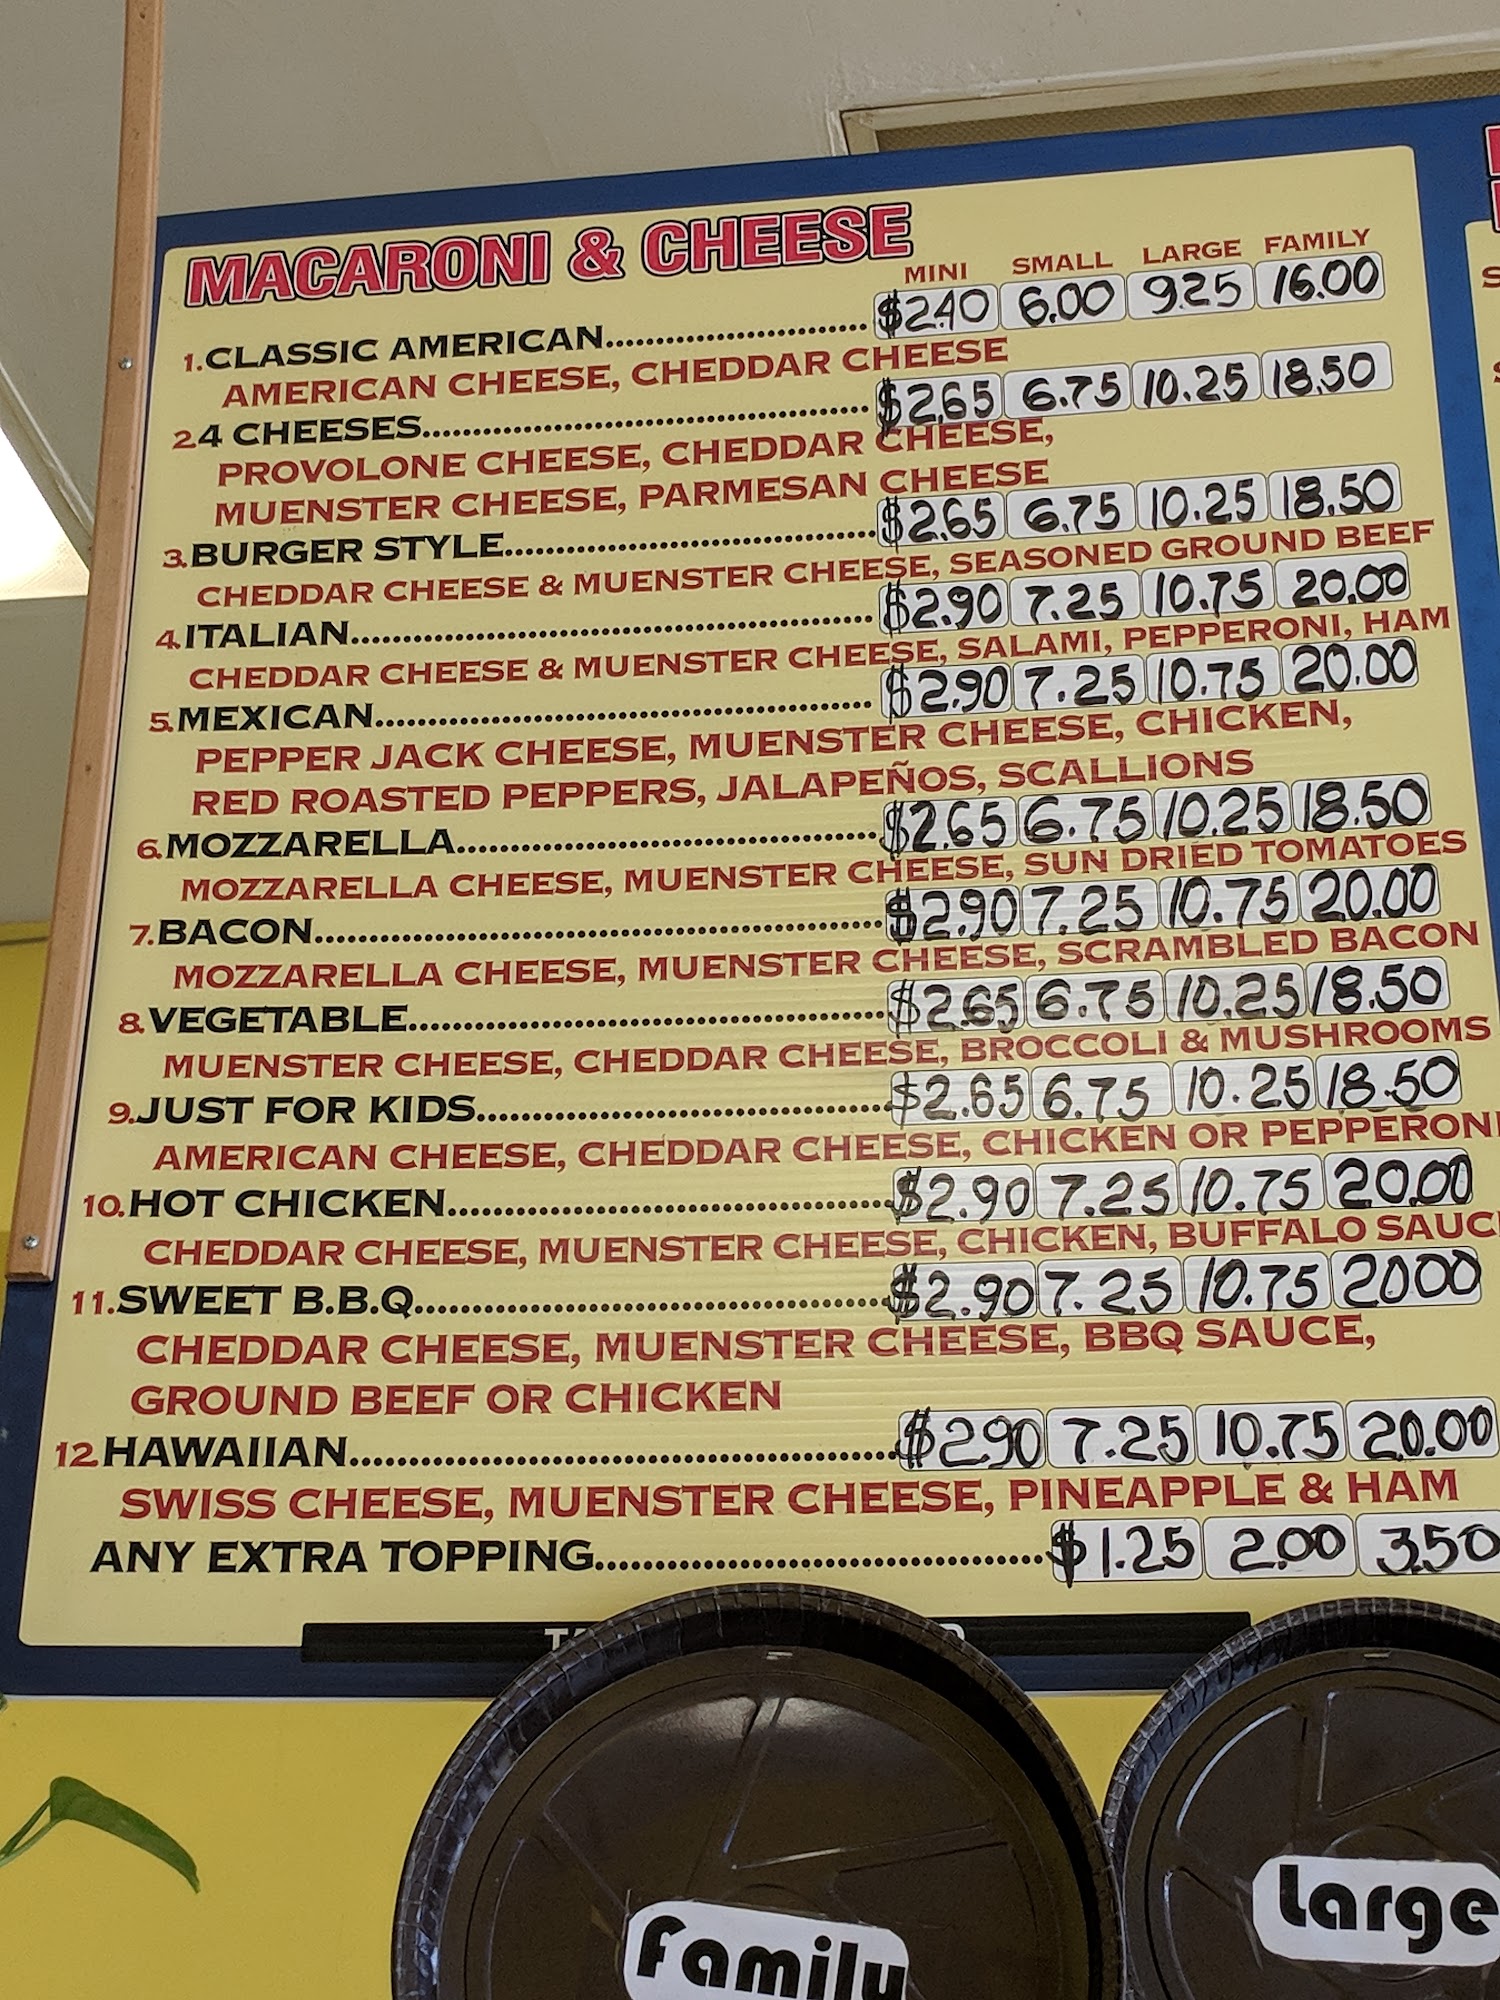 MACARONI & CHEESE
MINI SMALL LARGE FAMILY
1. CLASSIC AMERICAN........................ $2.40 6.00 9.25 16.00
AMERICAN CHEESE, CHEDDAR CHEESE
2. 4 CHEESES........................ $2.65 6.75 10.25 18.50
PROVOLONE CHEESE, CHEDDAR CHEESE,
MUENSTER CHEESE, PARMESAN CHEESE
3. BURGER STYLE........................ $2.65 6.75 10.25 18.50
CHEDDAR CHEESE & MUENSTER CHEESE, SEASONED GROUND BEEF
4. ITALIAN........................ $2.90 7.25 10.75 20.00
CHEDDAR CHEESE & MUENSTER CHEESE, SALAMI, PEPPERONI, HAM
5. MEXICAN........................ $2.90 7.25 10.75 20.00
PEPPER JACK CHEESE, MUENSTER CHEESE, CHICKEN,
RED ROASTED PEPPERS, JALAPEÑOS, SCALLIONS
6. MOZZARELLA........................ $2.65 6.75 10.25 18.50
MOZZARELLA CHEESE, MUENSTER CHEESE, SUN DRIED TOMATOES
7. BACON........................ $2.90 7.25 10.75 20.00
MOZZARELLA CHEESE, MUENSTER CHEESE, SCRAMBLED BACON
8. VEGETABLE........................ $2.65 6.75 10.25 18.50
MUENSTER CHEESE, CHEDDAR CHEESE, BROCCOLI & MUSHROOMS
9. JUST FOR KIDS........................ $2.65 6.75 10.25 18.50
AMERICAN CHEESE, CHEDDAR CHEESE, CHICKEN OR PEPPERONI
10. HOT CHICKEN........................ $2.90 7.25 10.75 20.00
CHEDDAR CHEESE, MUENSTER CHEESE, CHICKEN, BUFFALO SAUC
11. SWEET B.B.Q........................ $2.90 7.25 10.75 2000
CHEDDAR CHEESE, MUENSTER CHEESE, BBQ SAUCE,
GROUND BEEF OR CHICKEN
12. HAWAIIAN........................ $2.90 7.25 10.75 20.00
SWISS CHEESE, MUENSTER CHEESE, PINEAPPLE & HAM
ANY EXTRA TOPPING........................ $1.25 2.00 3.50
Family
Large